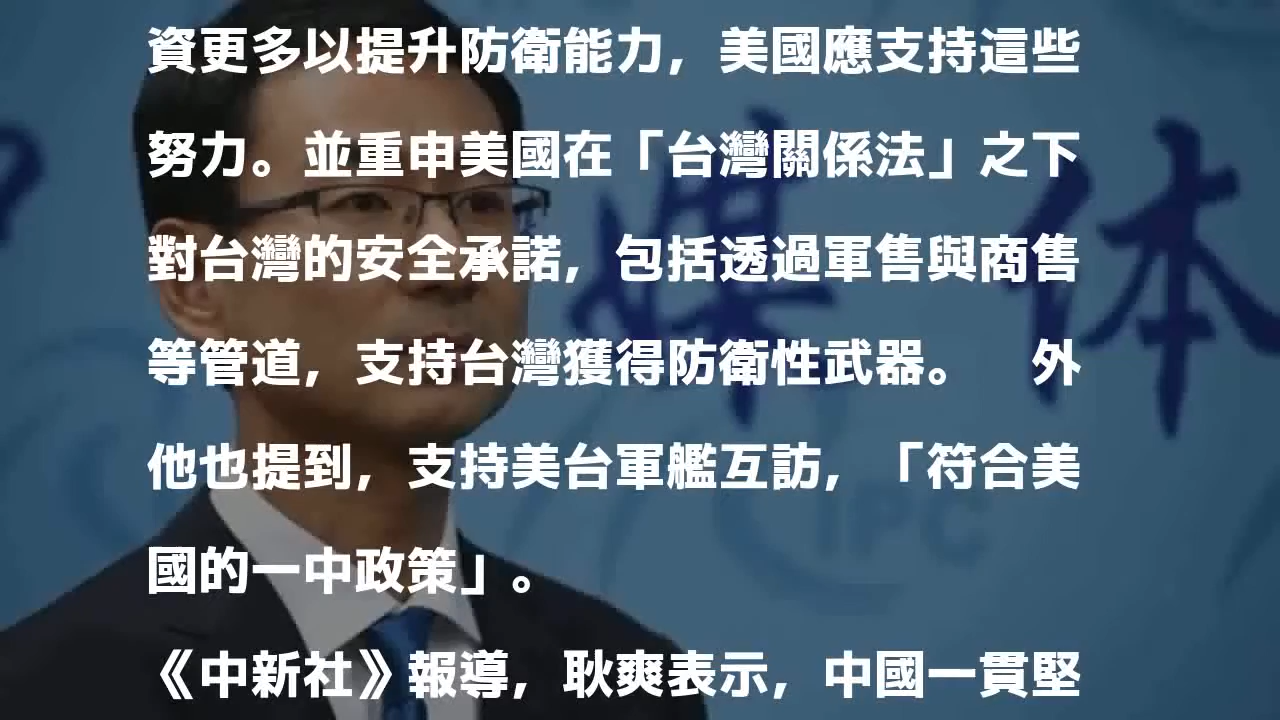 資更多以提升防衛能力，美國應支持這些
努力。並重申美國在「台灣關係法」之下
對台灣的安全承諾，包括透過軍售與商售
等管道，支持台灣獲得防衛性武器。　外
他也提到，支持美台軍艦互訪，「符合美
國的一中政策」。
《中新社》報導，耿爽表示，中國一貫堅
媒体
IPC